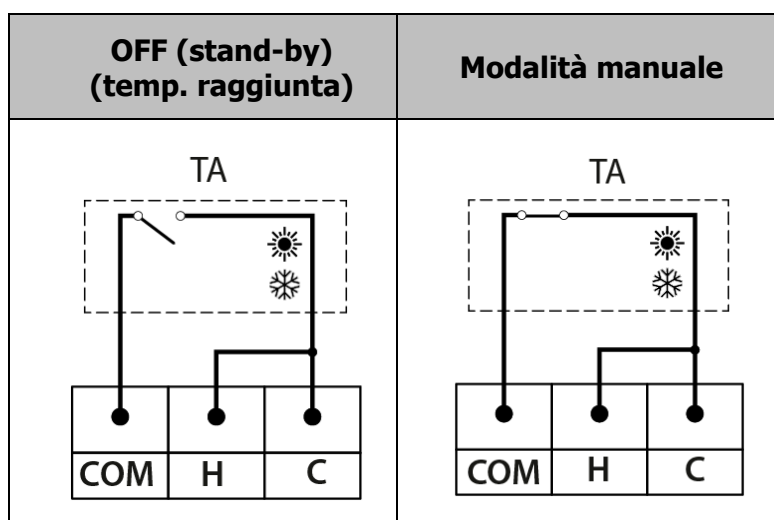 OFF (stand-by)
(temp. raggiunta)
Modalità manuale
TA
COM H C
TA
COM H C